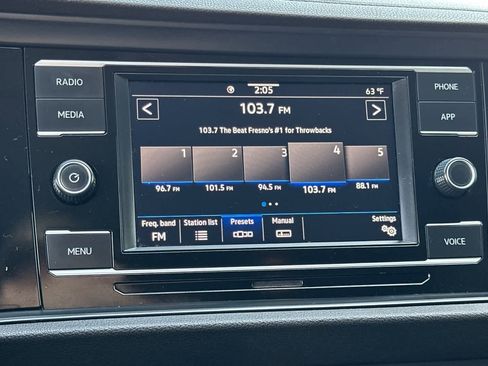 RADIO
MEDIA
MENU
2:05
63 °F
103.7 FM
103.7 The Beat Fresno's #1 for Throwbacks
1 2 3 4 5
96.7 FM 101.5 FM 94.5 FM 103.7 FM 88.1 FM
Freq. band Station list Presets Manual Settings
FM
PHONE
APP
VOICE